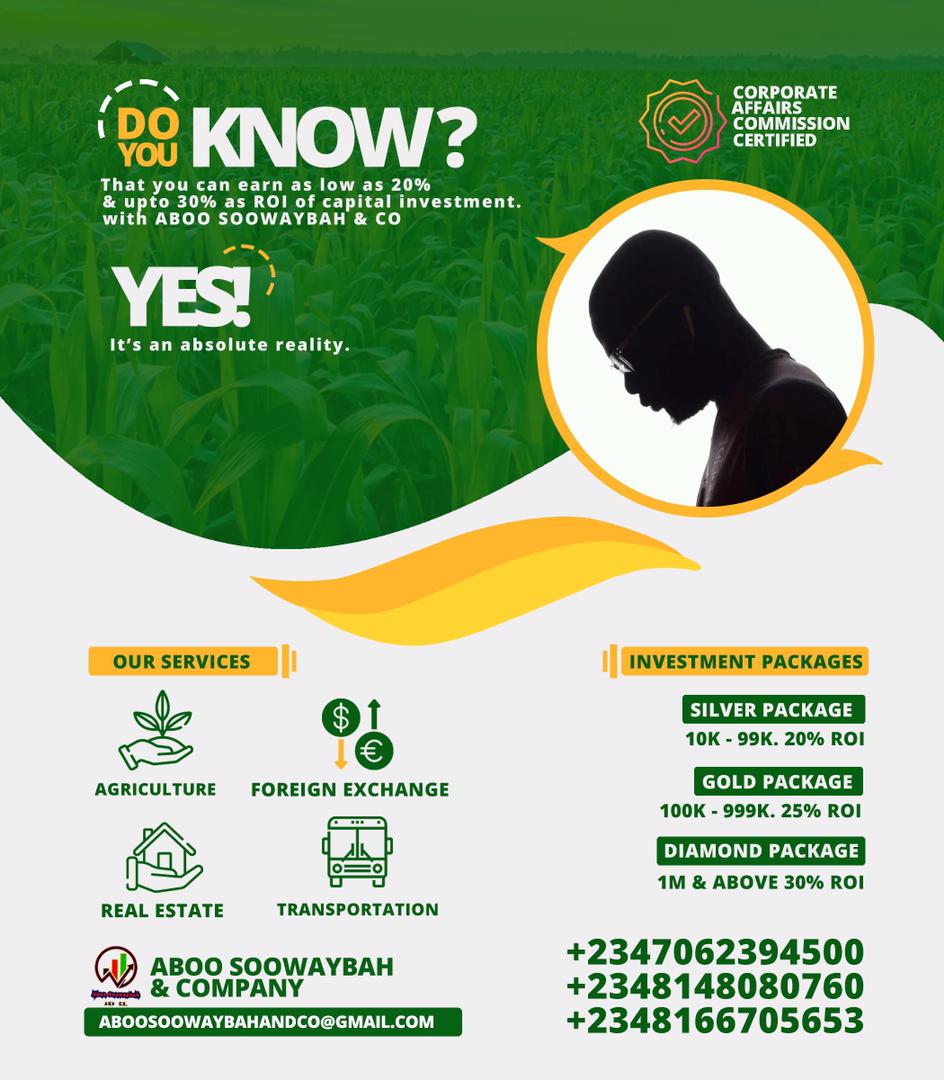 DO
YOU
KNOW?
That you can earn as low as 20%
& upto 30% as ROI of capital investment.
with ABOO SOOWAYBAH & CO
YES!
It's an absolute reality.
CORPORATE
AFFAIRS
COMMISSION
CERTIFIED
OUR SERVICES
AGRICULTURE
FOREIGN EXCHANGE
REAL ESTATE
TRANSPORTATION
INVESTMENT PACKAGES
SILVER PACKAGE
10K - 99K. 20% ROI
GOLD PACKAGE
100K - 999K. 25% ROI
DIAMOND PACKAGE
1M & ABOVE 30% ROI
ABOO SOOWAYBAH
& COMPANY
ABOOSOOWAYBAHANDCO@GMAIL.COM
+2347062394500
+2348148080760
+2348166705653